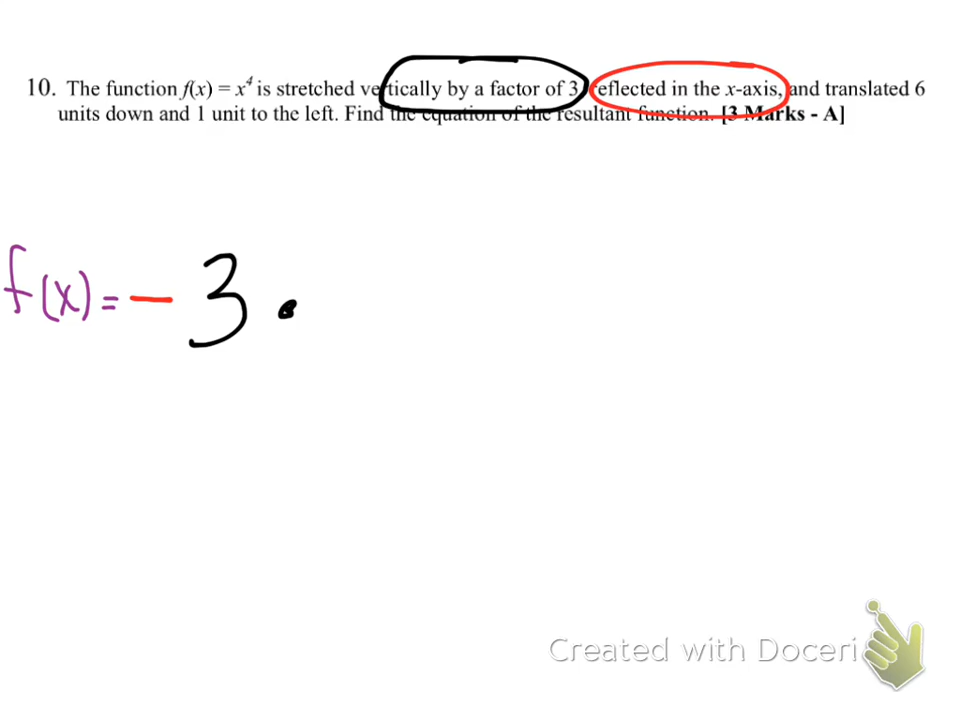 10. The function f(x) = x⁴ is stretched vertically by a factor of 3, reflected in the x-axis, and translated 6
units down and 1 unit to the left. Find the equation of the resultant function. [3 Marks - A]
f(x) = - 3 .
Created with Doceri